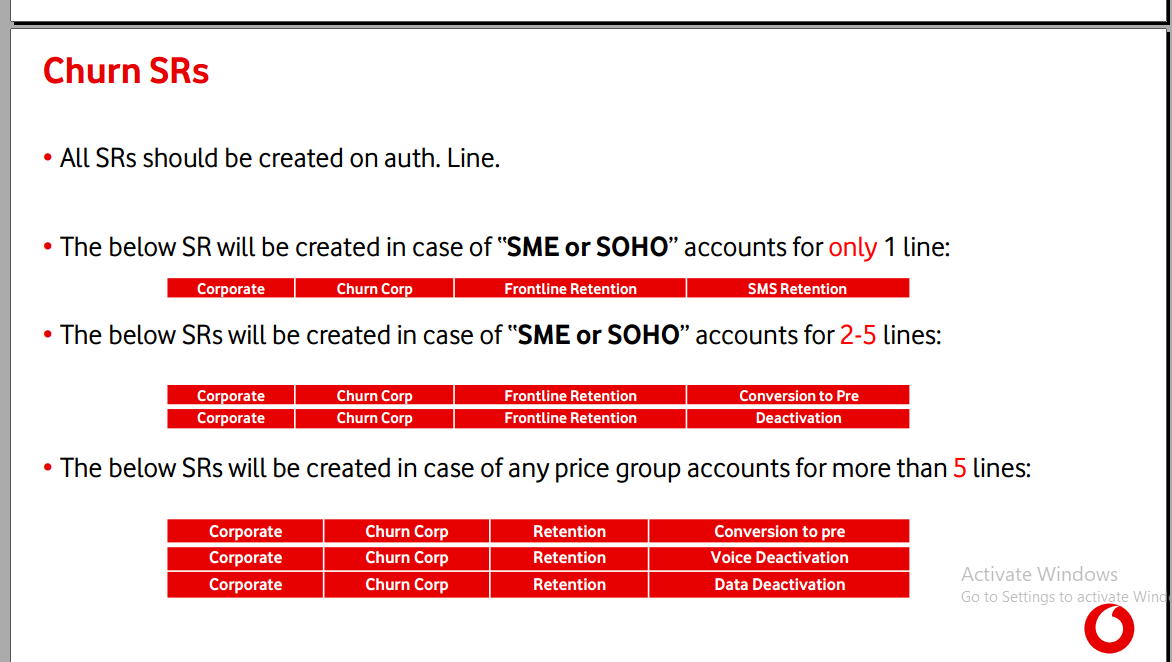 Churn SRs
• All SRs should be created on auth. Line.
• The below SR will be created in case of “SME or SOHO” accounts for only 1 line:
Corporate Churn Corp Frontline Retention SMS Retention
• The below SRs will be created in case of “SME or SOHO” accounts for 2-5 lines:
Corporate Churn Corp Frontline Retention Conversion to Pre
Corporate Churn Corp Frontline Retention Deactivation
• The below SRs will be created in case of any price group accounts for more than 5 lines:
Corporate Churn Corp Retention Conversion to pre
Corporate Churn Corp Retention Voice Deactivation
Corporate Churn Corp Retention Data Deactivation
Activate Windows
Go to Settings to activate Wind